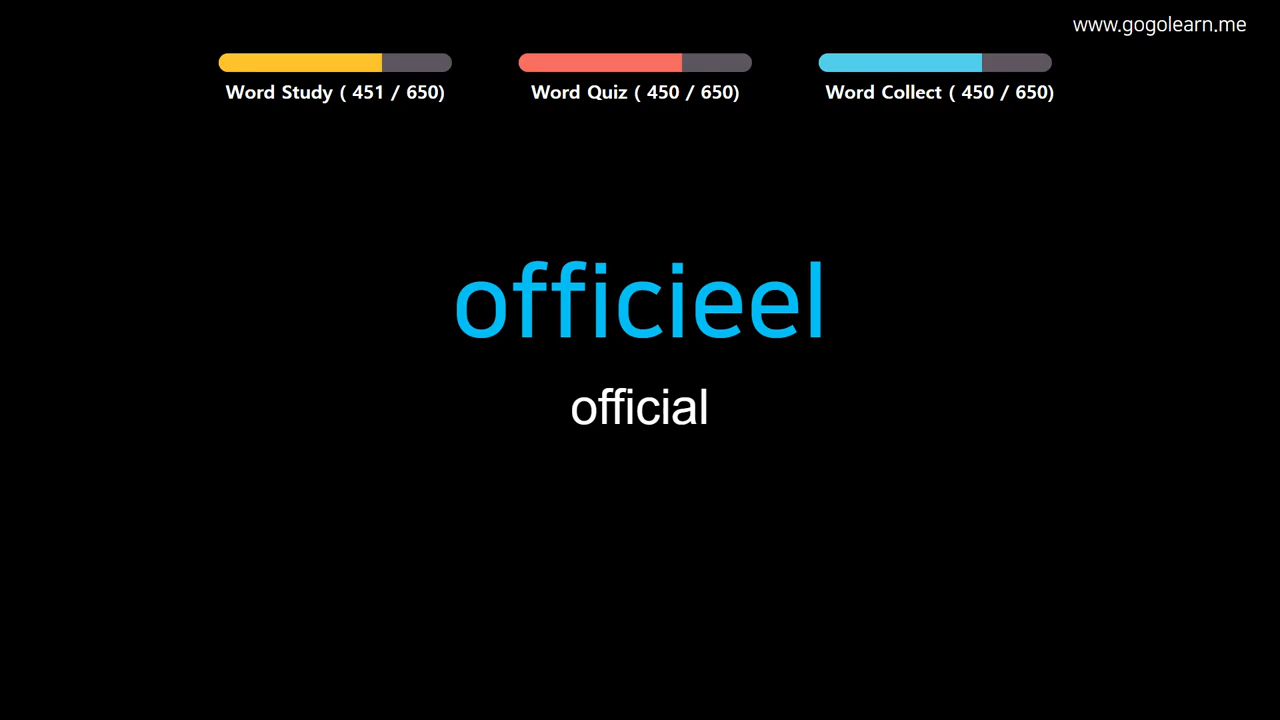 www.gogolearn.me
Word Study ( 451 / 650)
Word Quiz ( 450 / 650)
Word Collect ( 450 / 650)
officieel
official